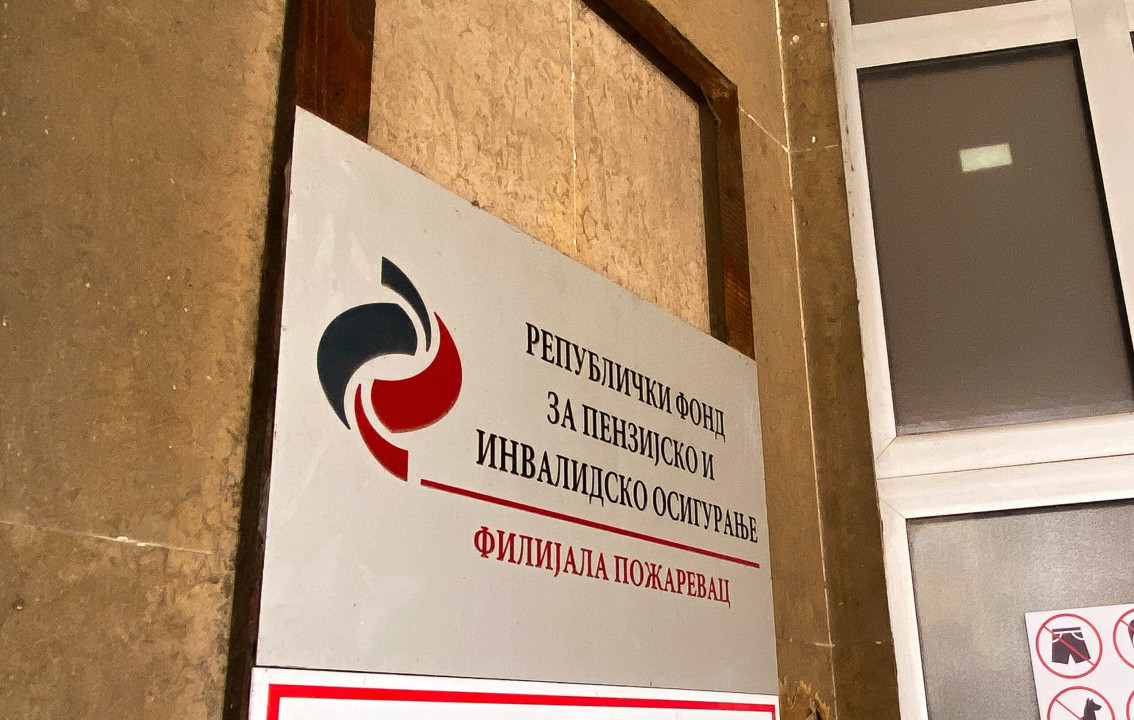 РЕПУБЛИЧКИ ФОНД
ЗА ПЕНЗИЈСКО И
ИНВАЛИДСКО ОСИГУРАЊЕ
ФИЛИЈАЛА ПОЖАРЕВАЦ